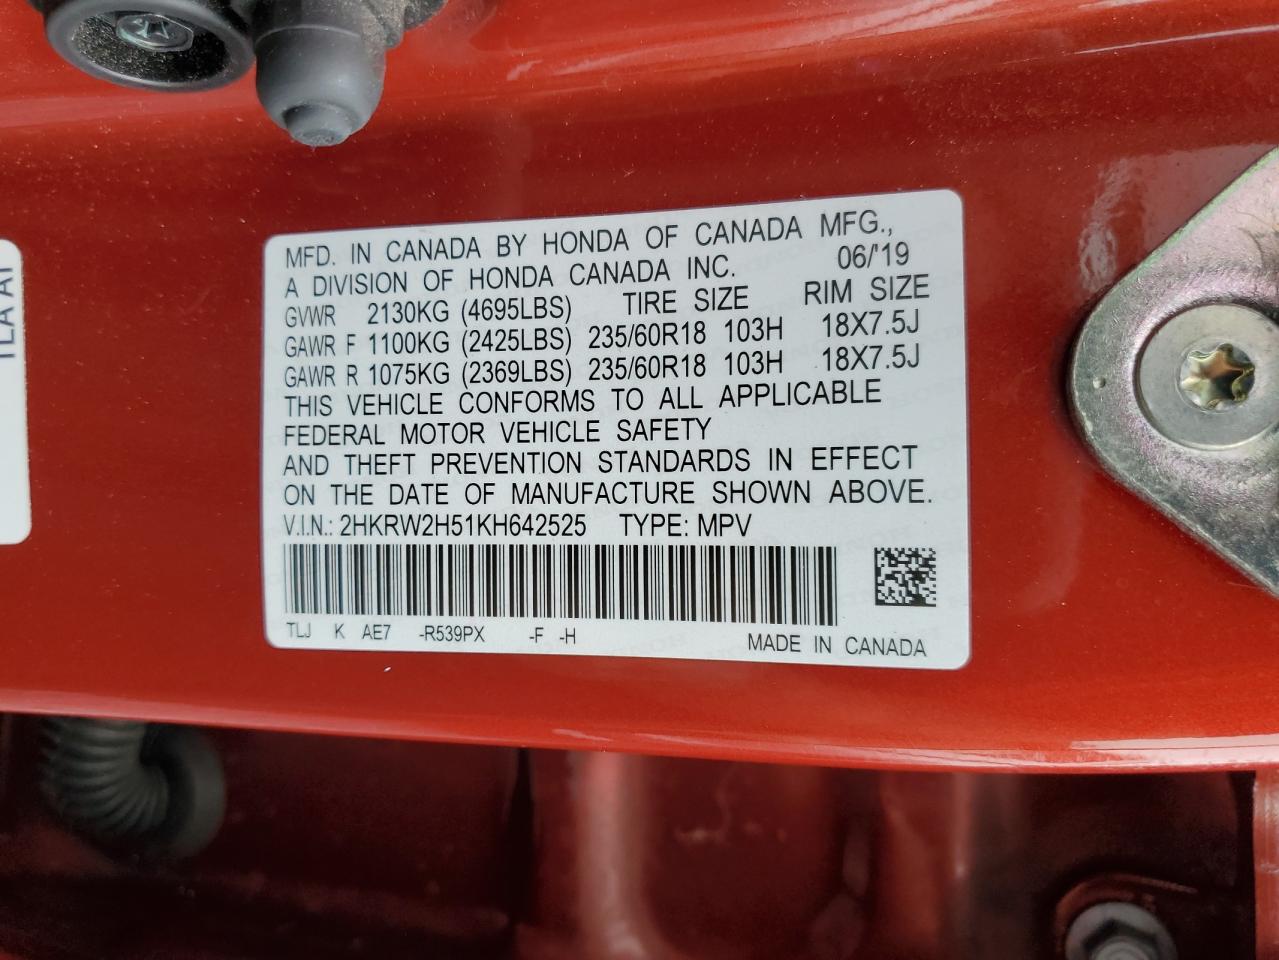 MFD. IN CANADA BY HONDA OF CANADA MFG.,
A DIVISION OF HONDA CANADA INC. 06/'19
GVWR 2130KG (4695LBS) TIRE SIZE RIM SIZE
GAWR F 1100KG (2425LBS) 235/60R18 103H 18X7.5J
GAWR R 1075KG (2369LBS) 235/60R18 103H 18X7.5J
THIS VEHICLE CONFORMS TO ALL APPLICABLE
FEDERAL MOTOR VEHICLE SAFETY
AND THEFT PREVENTION STANDARDS IN EFFECT
ON THE DATE OF MANUFACTURE SHOWN ABOVE.
V.I.N.: 2HKRW2H51KH642525 TYPE: MPV
TLJ K AE7 -R539PX -F -H MADE IN CANADA